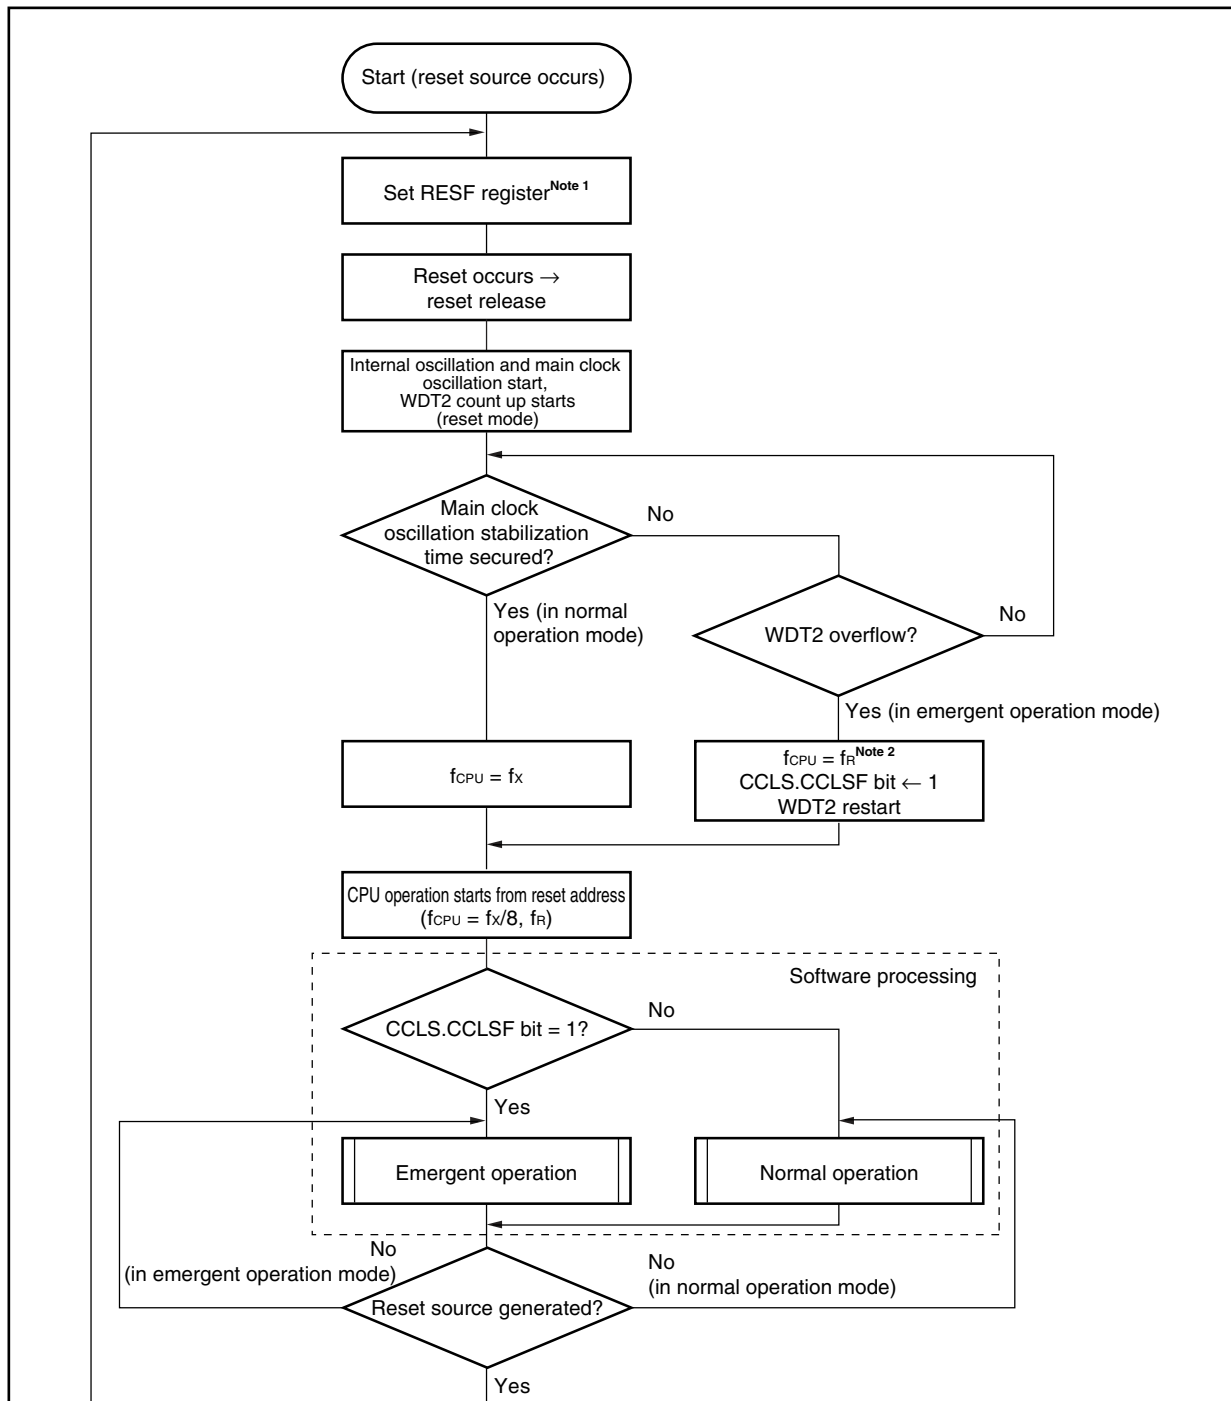 Start (reset source occurs)
Set RESF registerNote 1
Reset occurs →
reset release
Internal oscillation and main clock
oscillation start,
WDT2 count up starts
(reset mode)
Main clock
oscillation stabilization
time secured?
No
Yes (in normal
operation mode)
WDT2 overflow?
No
Yes (in emergent operation mode)
fCPU = fX
fCPU = fRNote 2
CCLS.CCLSF bit ← 1
WDT2 restart
CPU operation starts from reset address
(fCPU = fX/8, fR)
Software processing
CCLS.CCLSF bit = 1?
No
Yes
Emergent operation
Normal operation
No
(in emergent operation mode)
No
(in normal operation mode)
Reset source generated?
Yes